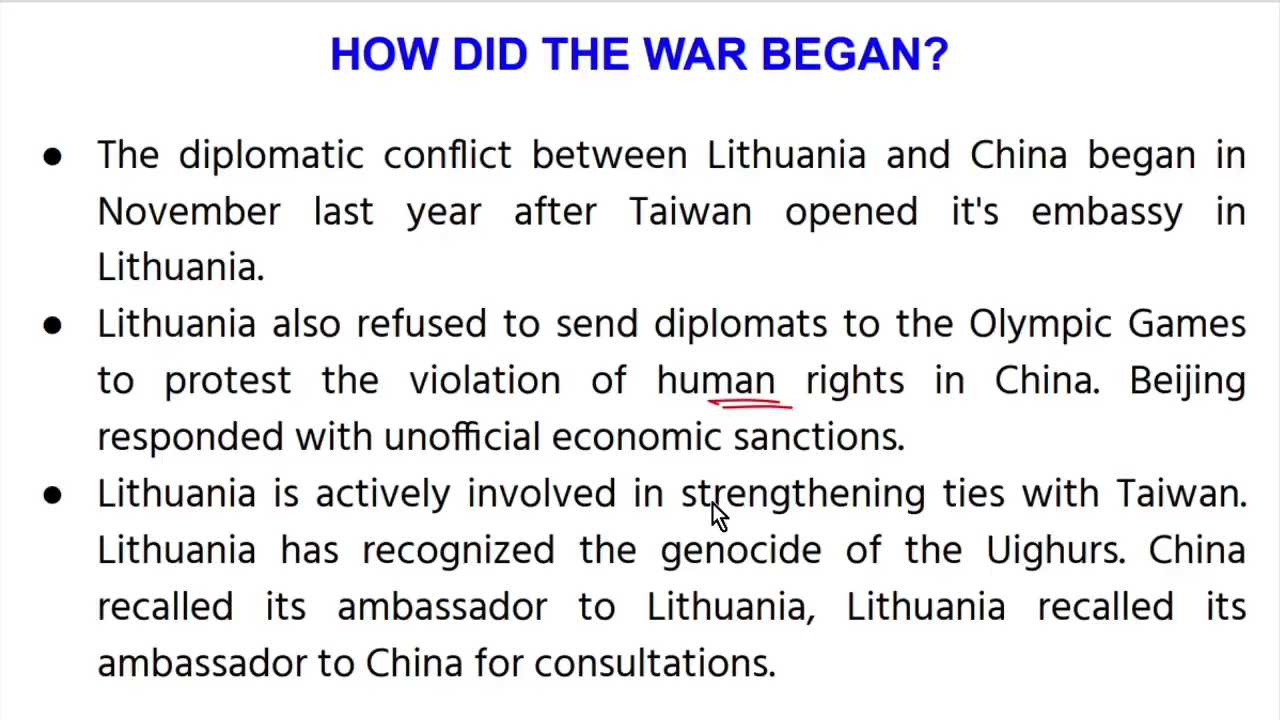 HOW DID THE WAR BEGAN?
● The diplomatic conflict between Lithuania and China began in
November last year after Taiwan opened it's embassy in
Lithuania.
● Lithuania also refused to send diplomats to the Olympic Games
to protest the violation of human rights in China. Beijing
responded with unofficial economic sanctions.
● Lithuania is actively involved in strengthening ties with Taiwan.
Lithuania has recognized the genocide of the Uighurs. China
recalled its ambassador to Lithuania, Lithuania recalled its
ambassador to China for consultations.